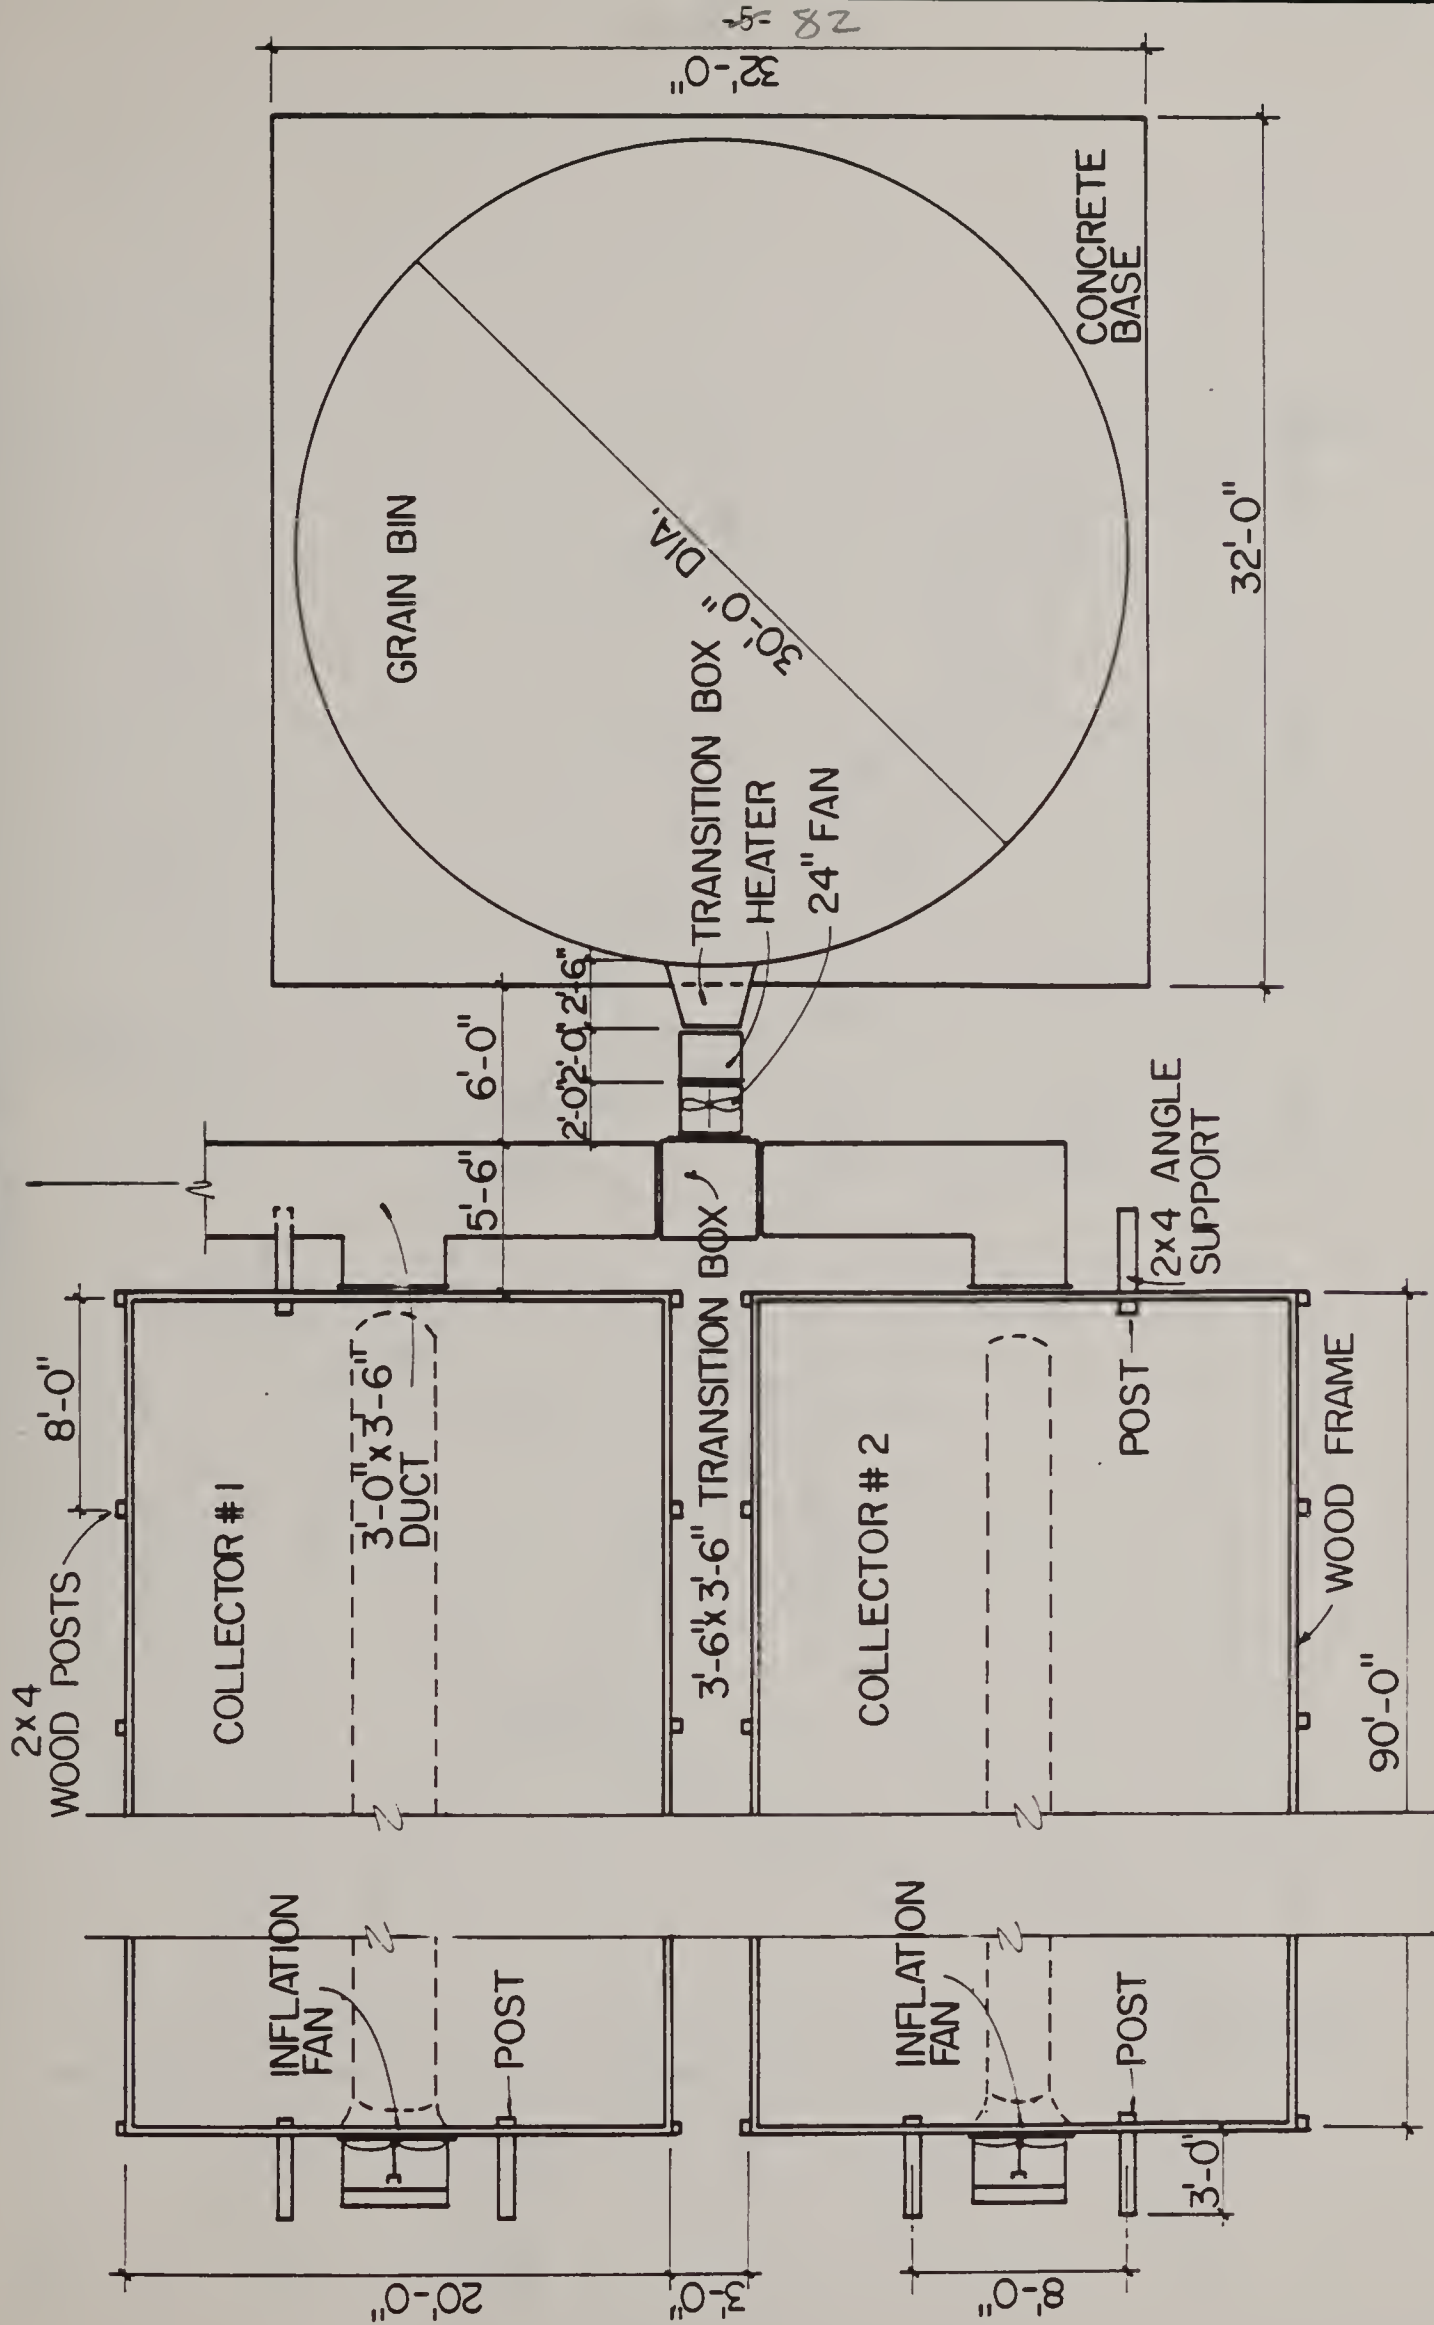 -5- 82
32'-0"
CONCRETE
BASE
GRAIN BIN
30'-0" DIA.
32'-0"
TRANSITION BOX
HEATER
24" FAN
6'-0"
2'-0"
2'-0"
2'-6"
5'-6"
2x4 ANGLE
SUPPORT
8'-0"
2x4
WOOD POSTS
COLLECTOR #1
3'-0"x3'-6"
DUCT
3'-6"x3'-6" TRANSITION BOX
COLLECTOR #2
POST
WOOD FRAME
90'-0"
INFLATION
FAN
POST
INFLATION
FAN
POST
20'-0"
3'-0"
8'-0"
3'-0"